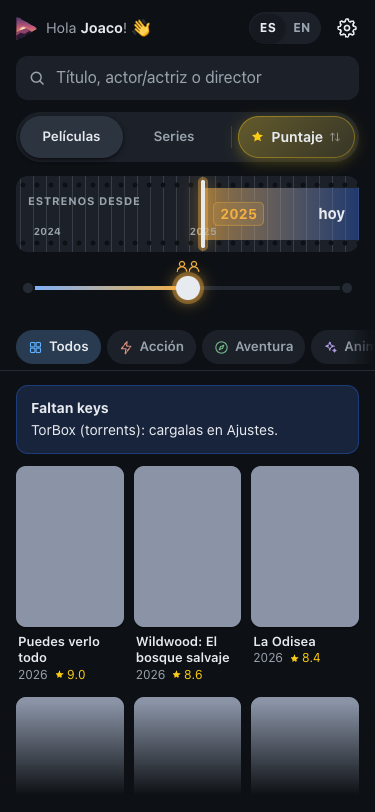 Hola Joaco! 👋
ES EN
Título, actor/actriz o director
Películas Series Puntaje ↑↓
ESTRENOS DESDE
2025 hoy
2024 2025
Todos Acción Aventura Anim
Faltan keys
TorBox (torrents): cargalas en Ajustes.
Puedes verlo todo
2026 ★ 9.0
Wildwood: El bosque salvaje
2026 ★ 8.6
La Odisea
2026 ★ 8.4